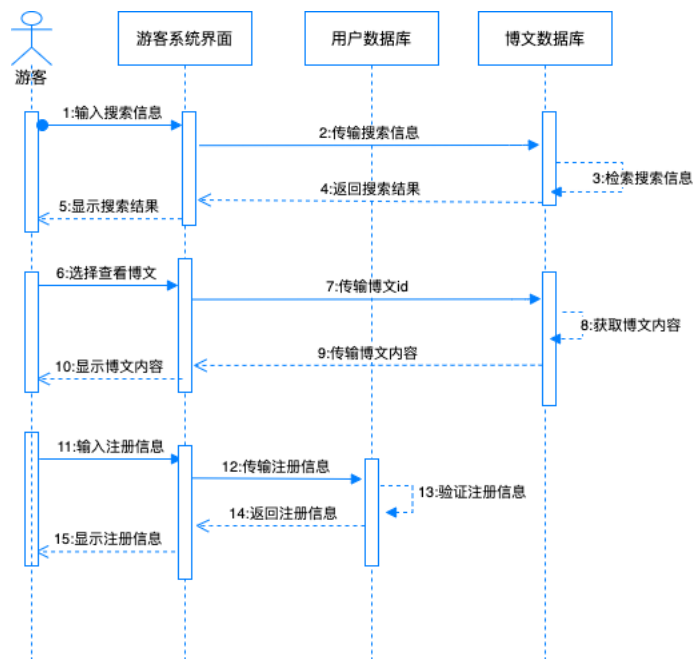 游客系统界面
用户数据库
博文数据库
游客
1:输入搜索信息
2:传输搜索信息
3:检索搜索信息
4:返回搜索结果
5:显示搜索结果
6:选择查看博文
7:传输博文id
8:获取博文内容
9:传输博文内容
10:显示博文内容
11:输入注册信息
12:传输注册信息
13:验证注册信息
14:返回注册信息
15:显示注册信息